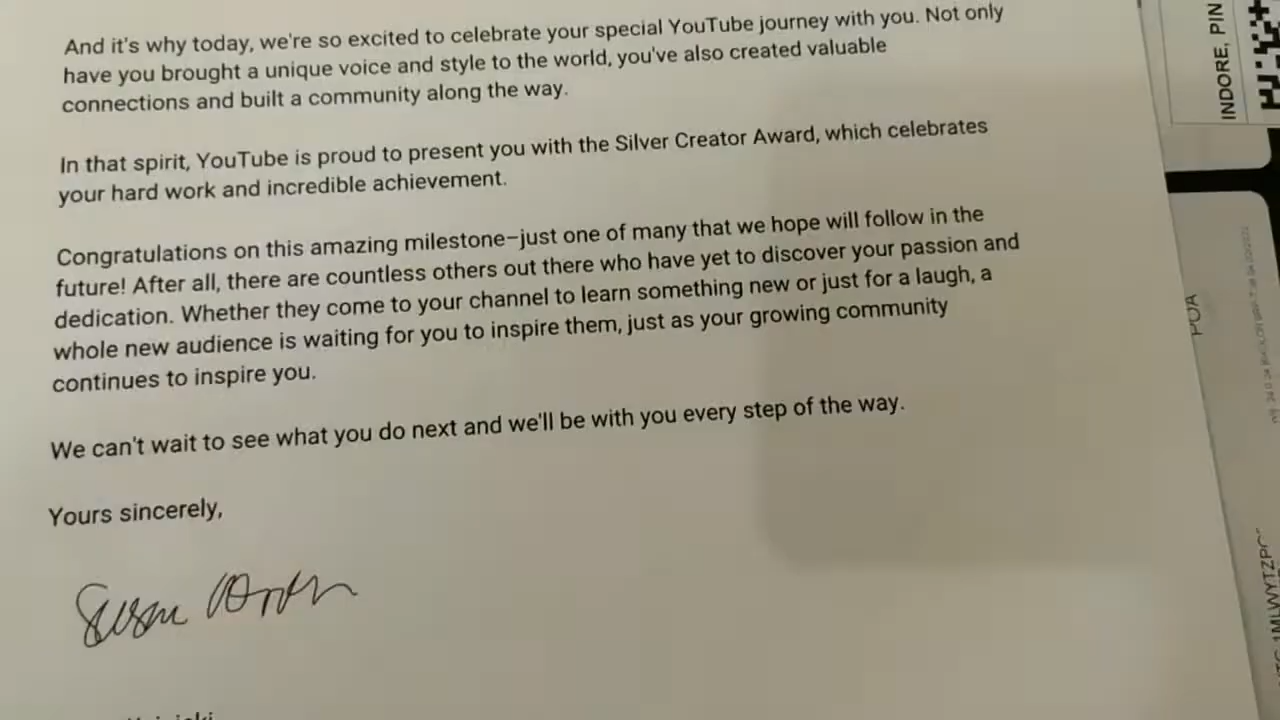 And it's why today, we're so excited to celebrate your special YouTube journey with you. Not only
have you brought a unique voice and style to the world, you've also created valuable
connections and built a community along the way.
In that spirit, YouTube is proud to present you with the Silver Creator Award, which celebrates
your hard work and incredible achievement.
Congratulations on this amazing milestone–just one of many that we hope will follow in the
future! After all, there are countless others out there who have yet to discover your passion and
dedication. Whether they come to your channel to learn something new or just for a laugh, a
whole new audience is waiting for you to inspire them, just as your growing community
continues to inspire you.
We can't wait to see what you do next and we'll be with you every step of the way.
Yours sincerely,
Susan
INDORE, PIN